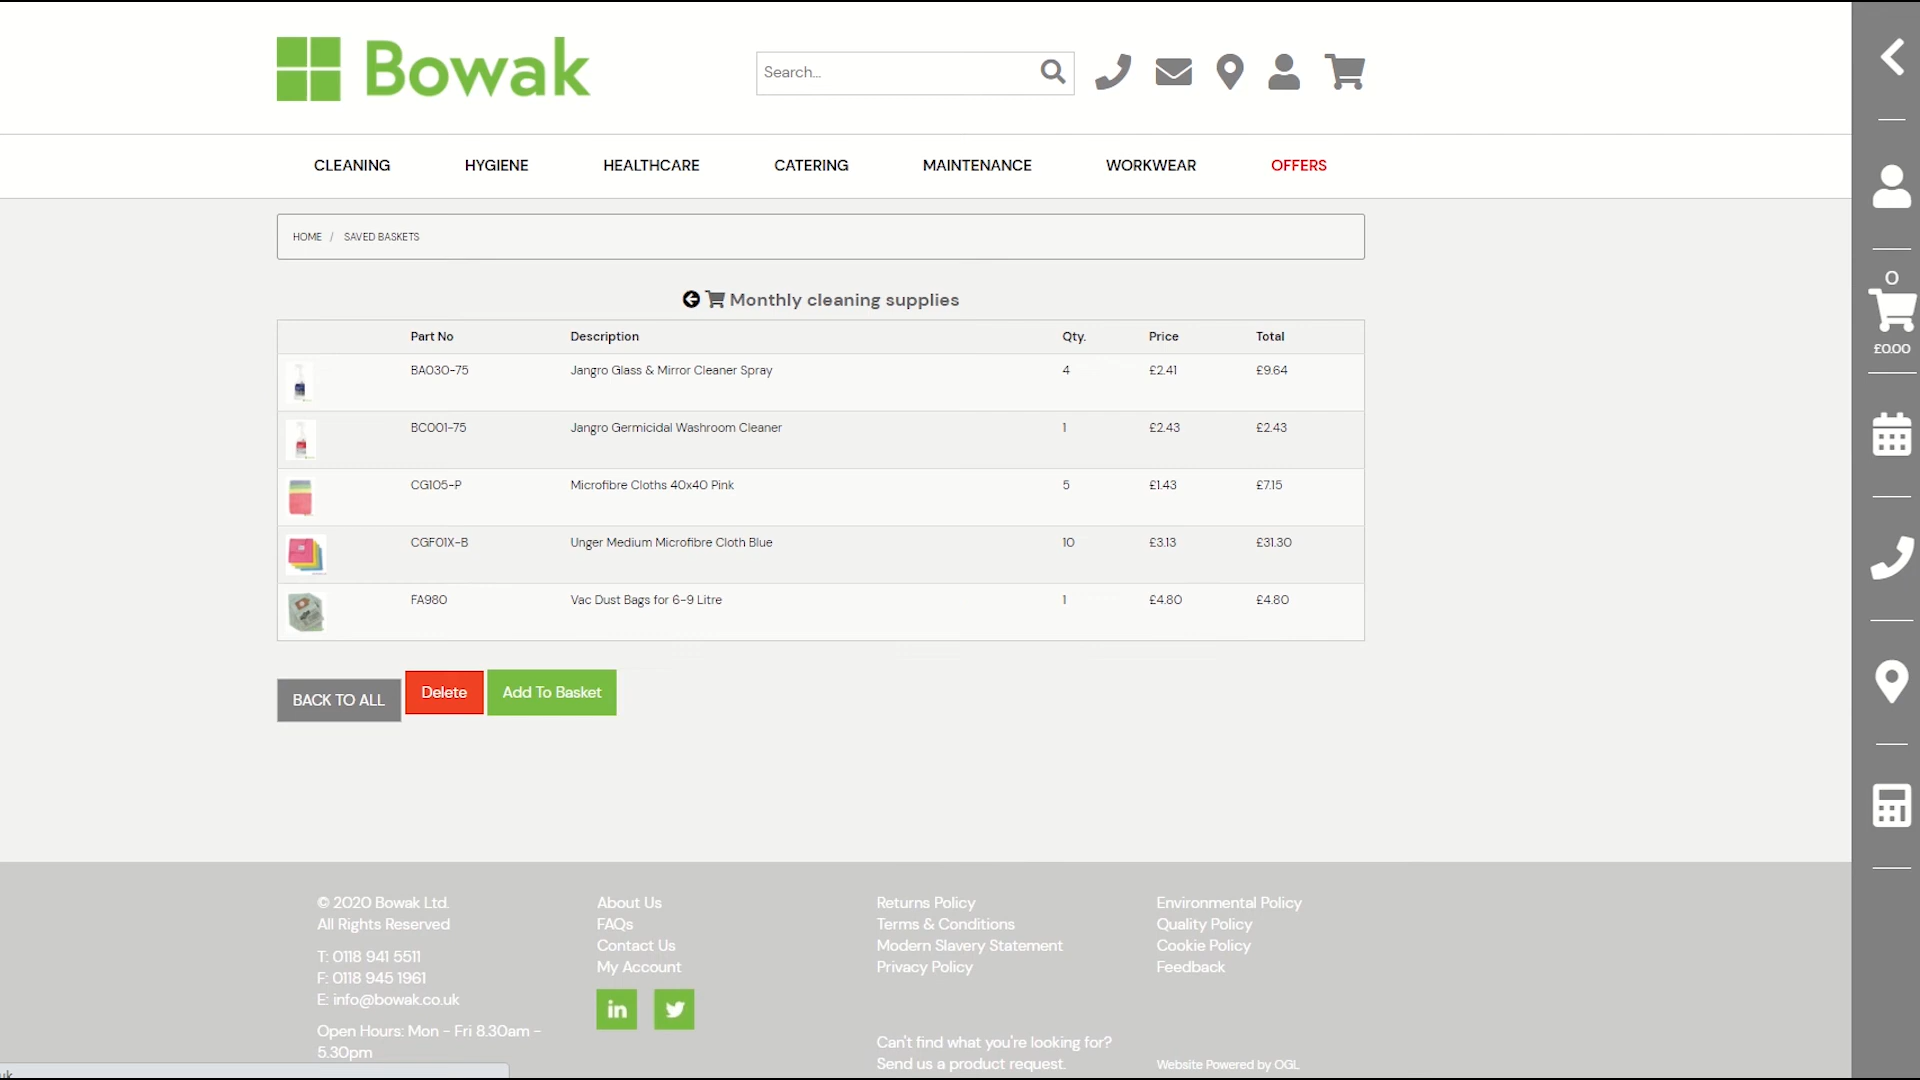 Bowak
Search...
CLEANING HYGIENE HEALTHCARE CATERING MAINTENANCE WORKWEAR OFFERS
HOME / SAVED BASKETS
0
£0.00
Monthly cleaning supplies
Part No Description Qty. Price Total
BA030-75 Jangro Glass & Mirror Cleaner Spray 4 £2.41 £9.64
BC001-75 Jangro Germicidal Washroom Cleaner 1 £2.43 £2.43
CG105-P Microfibre Cloths 40x40 Pink 5 £1.43 £7.15
CGF01X-B Unger Medium Microfibre Cloth Blue 10 £3.13 £31.30
FA980 Vac Dust Bags for 6-9 Litre 1 £4.80 £4.80
BACK TO ALL Delete Add To Basket
© 2020 Bowak Ltd.
All Rights Reserved
T: 0118 941 5511
F: 0118 945 1961
E: info@bowak.co.uk
Open Hours: Mon - Fri 8.30am -
5.30pm
About Us
FAQs
Contact Us
My Account
in
Returns Policy
Terms & Conditions
Modern Slavery Statement
Privacy Policy
Can't find what you're looking for?
Send us a product request.
Environmental Policy
Quality Policy
Cookie Policy
Feedback
Website Powered by OGL